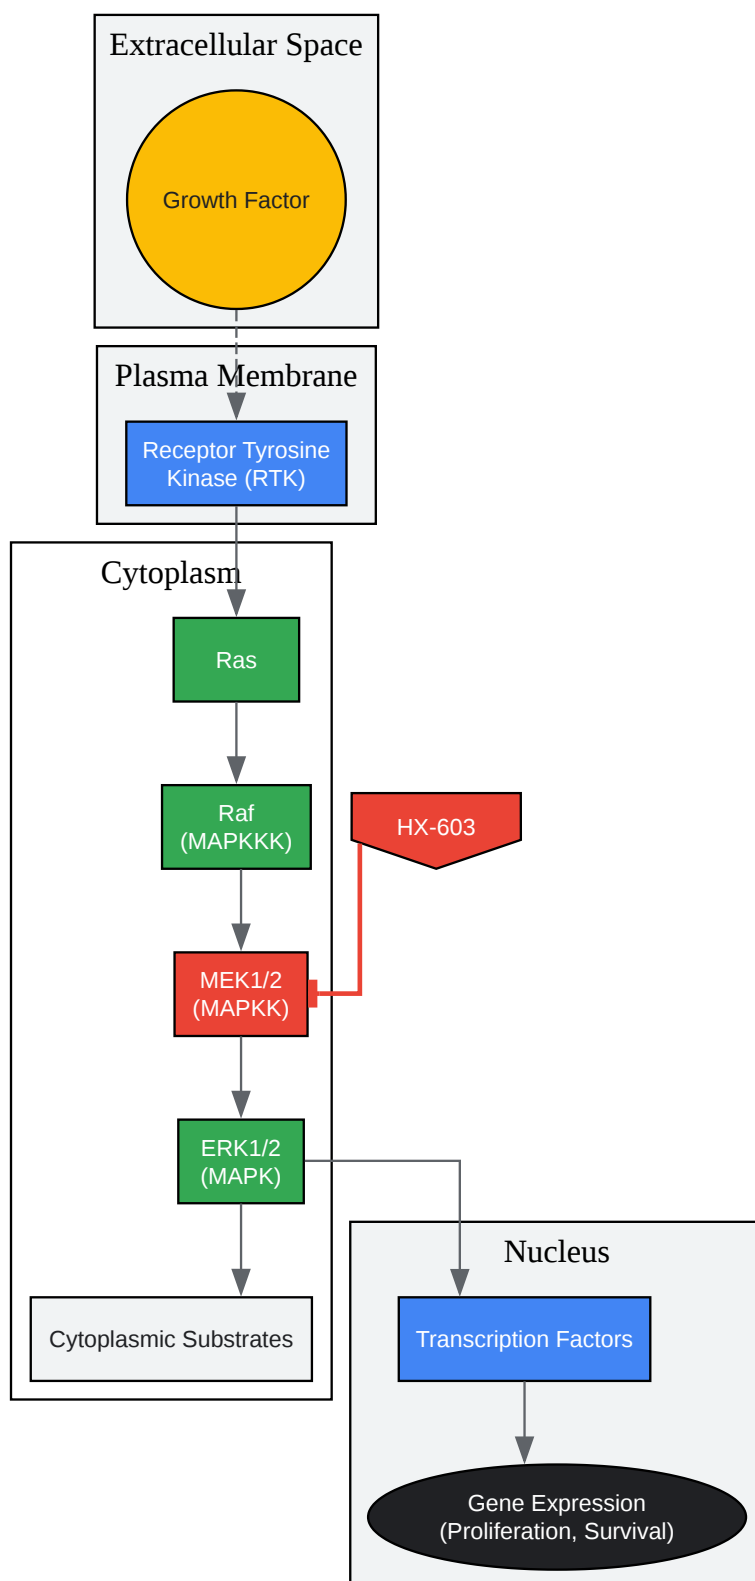 Extracellular Space
Growth Factor
Plasma Membrane
Receptor Tyrosine
Kinase (RTK)
Cytoplasm
Ras
Raf
(MAPKKK)
HX-603
MEK1/2
(MAPKK)
ERK1/2
(MAPK)
Nucleus
Cytoplasmic Substrates
Transcription Factors
Gene Expression
(Proliferation, Survival)